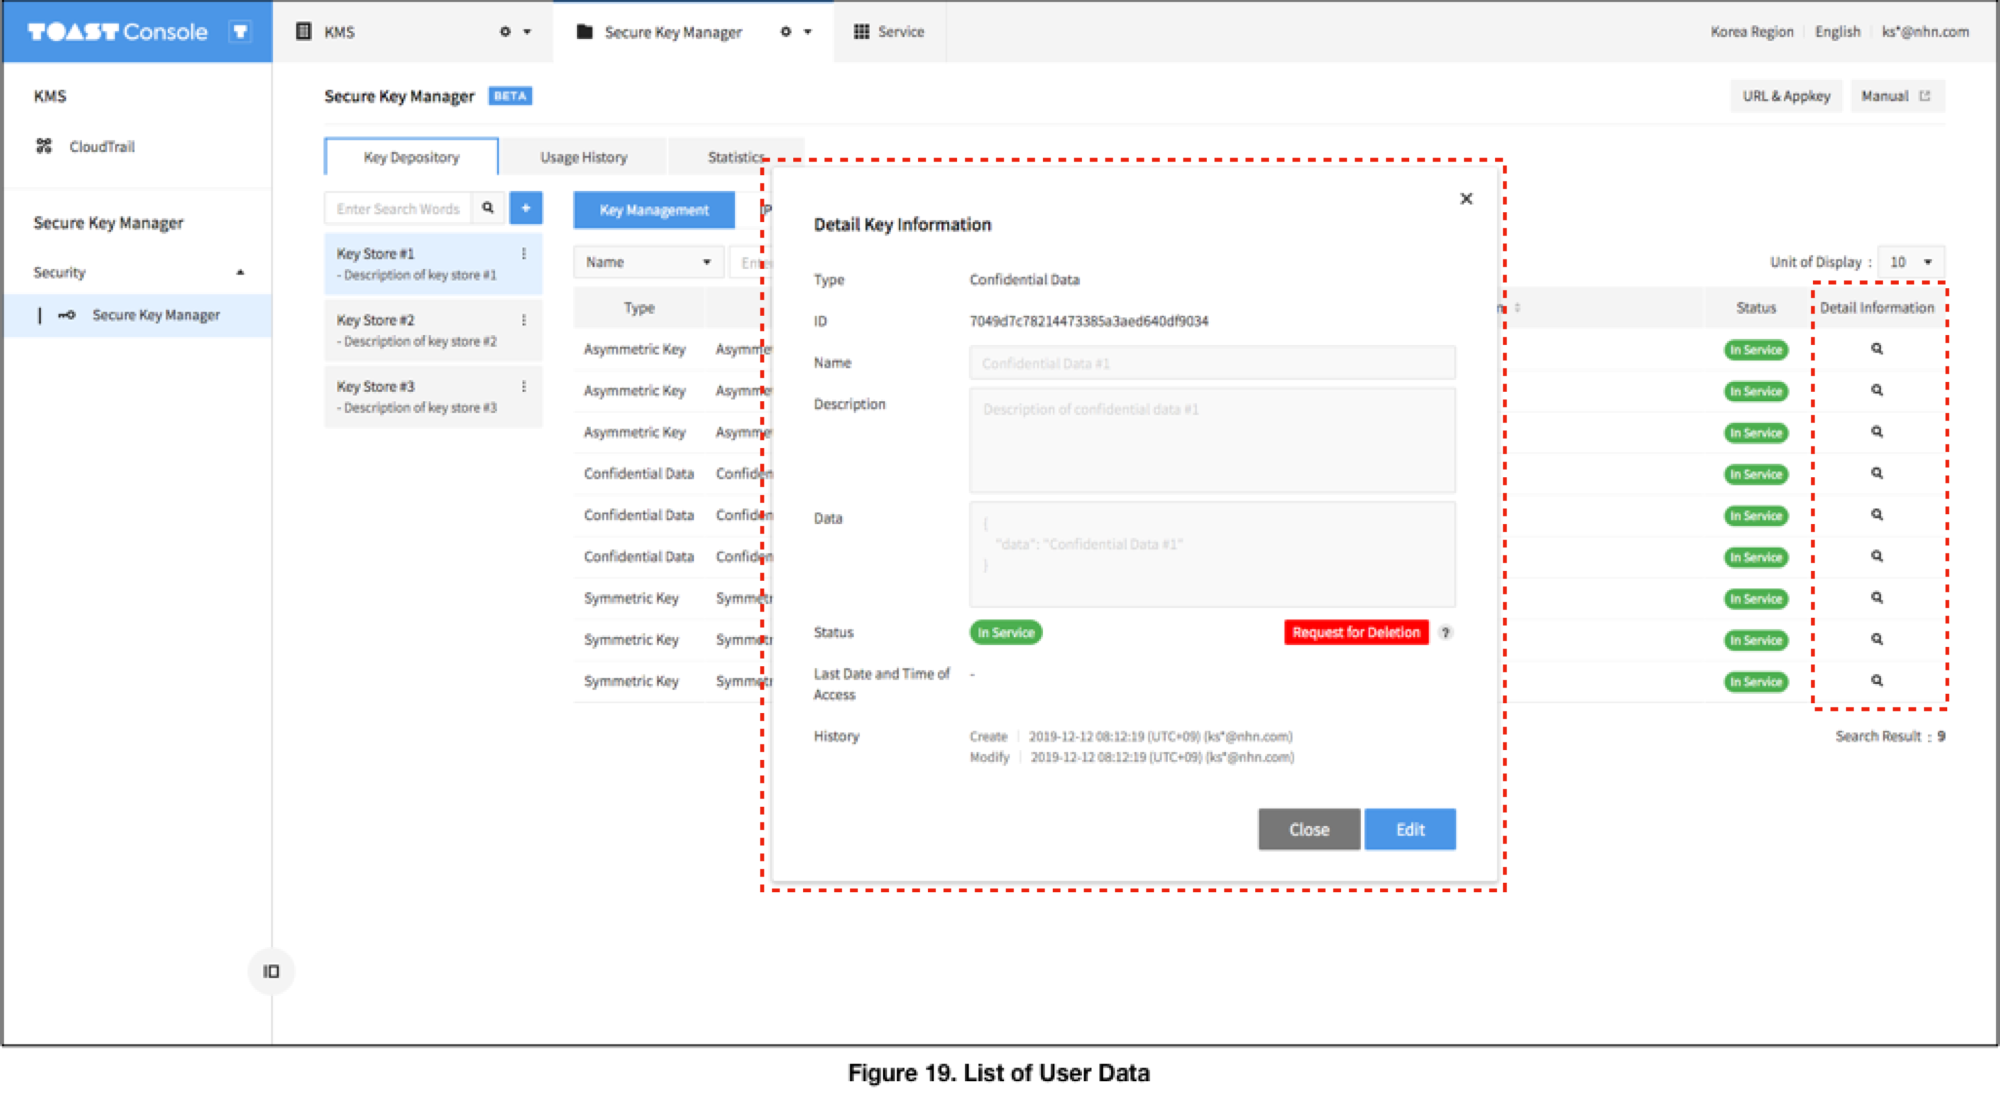 TOAST Console
KMS
Secure Key Manager
Service
Korea Region
English
ks*@nhn.com
KMS
CloudTrail
Secure Key Manager
Security
Secure Key Manager
Secure Key Manager BETA
URL & Appkey
Manual
Key Depository
Usage History
Statistics
Enter Search Words
+
Key Management
Key Store #1
- Description of key store #1
Key Store #2
- Description of key store #2
Key Store #3
- Description of key store #3
Name
Unit of Display : 10
Type
Status
Detail Information
Asymmetric Key
In Service
Asymmetric Key
In Service
Asymmetric Key
In Service
Confidential Data
In Service
Confidential Data
In Service
Confidential Data
In Service
Symmetric Key
In Service
Symmetric Key
In Service
Symmetric Key
In Service
Search Result : 9
Detail Key Information
Type Confidential Data
ID 7049d7c78214473385a3aed640df9034
Name Confidential Data #1
Description Description of confidential data #1
Data {
"data": "Confidential Data #1"
}
Status In Service Request for Deletion ?
Last Date and Time of -
Access
History Create 2019-12-12 08:12:19 (UTC+09) (ks*@nhn.com)
Modify 2019-12-12 08:12:19 (UTC+09) (ks*@nhn.com)
Close Edit
Figure 19. List of User Data